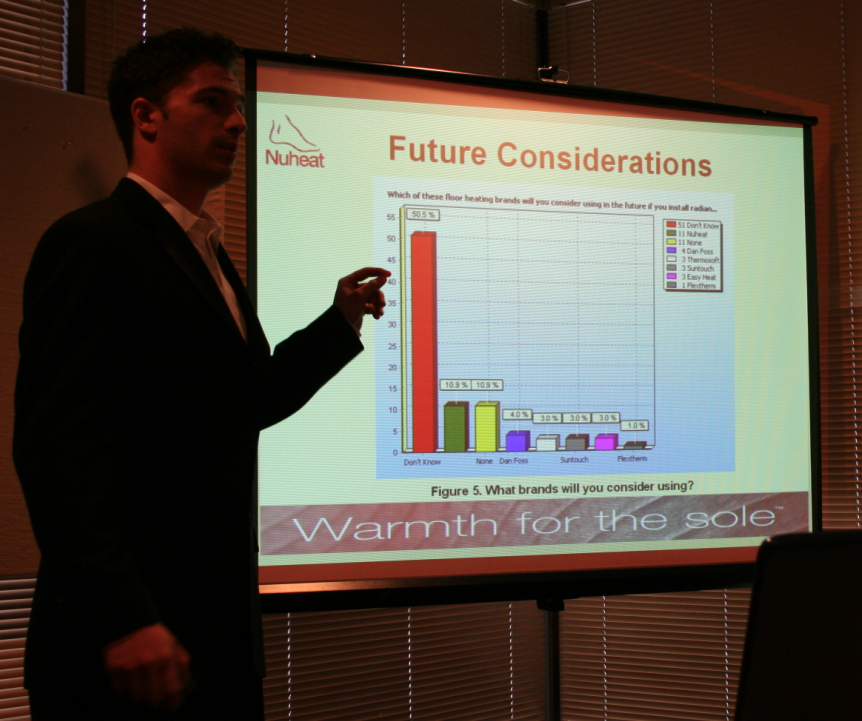 Nuheat
Future Considerations
Which of these floor heating brands will you consider using in the future if you install radian...
55
50
45
40
35
30
25
20
15
10
5
0
50.5 %
10.9 %
10.9 %
4.0 %
3.0 %
3.0 %
3.0 %
1.0 %
Don't Know
None
Dan Foss
Suntouch
Flextherm
51 Don't Know
11 Nuheat
11 None
4 Dan Foss
3 Thermosoft
3 Suntouch
3 Easy Heat
1 Flextherm
Figure 5. What brands will you consider using?
Warmth for the sole™